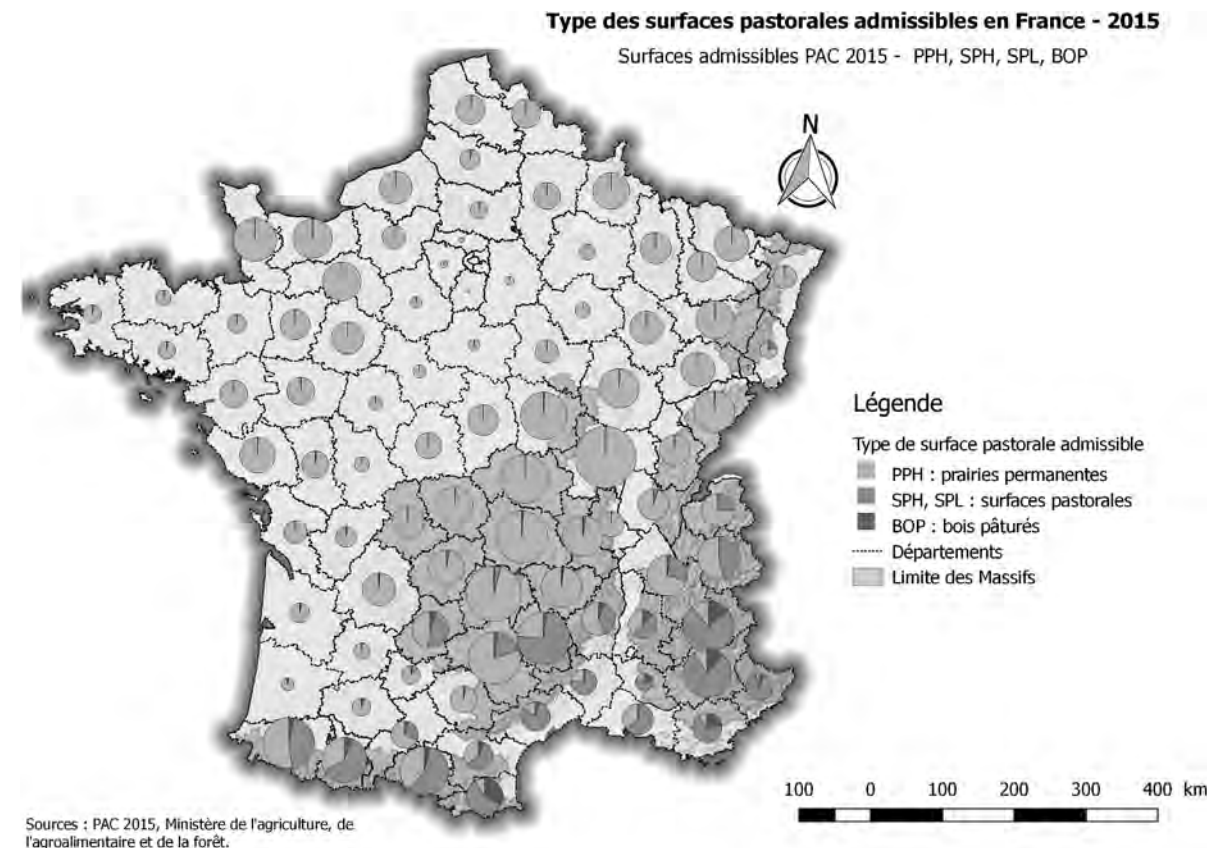 Type des surfaces pastorales admissibles en France - 2015
Surfaces admissibles PAC 2015 - PPH, SPH, SPL, BOP
N
Légende
Type de surface pastorale admissible
PPH : prairies permanentes
SPH, SPL : surfaces pastorales
BOP : bois pâturés
Départements
Limite des Massifs
100 0 100 200 300 400 km
Sources : PAC 2015, Ministère de l'agriculture, de
l'agroalimentaire et de la forêt.